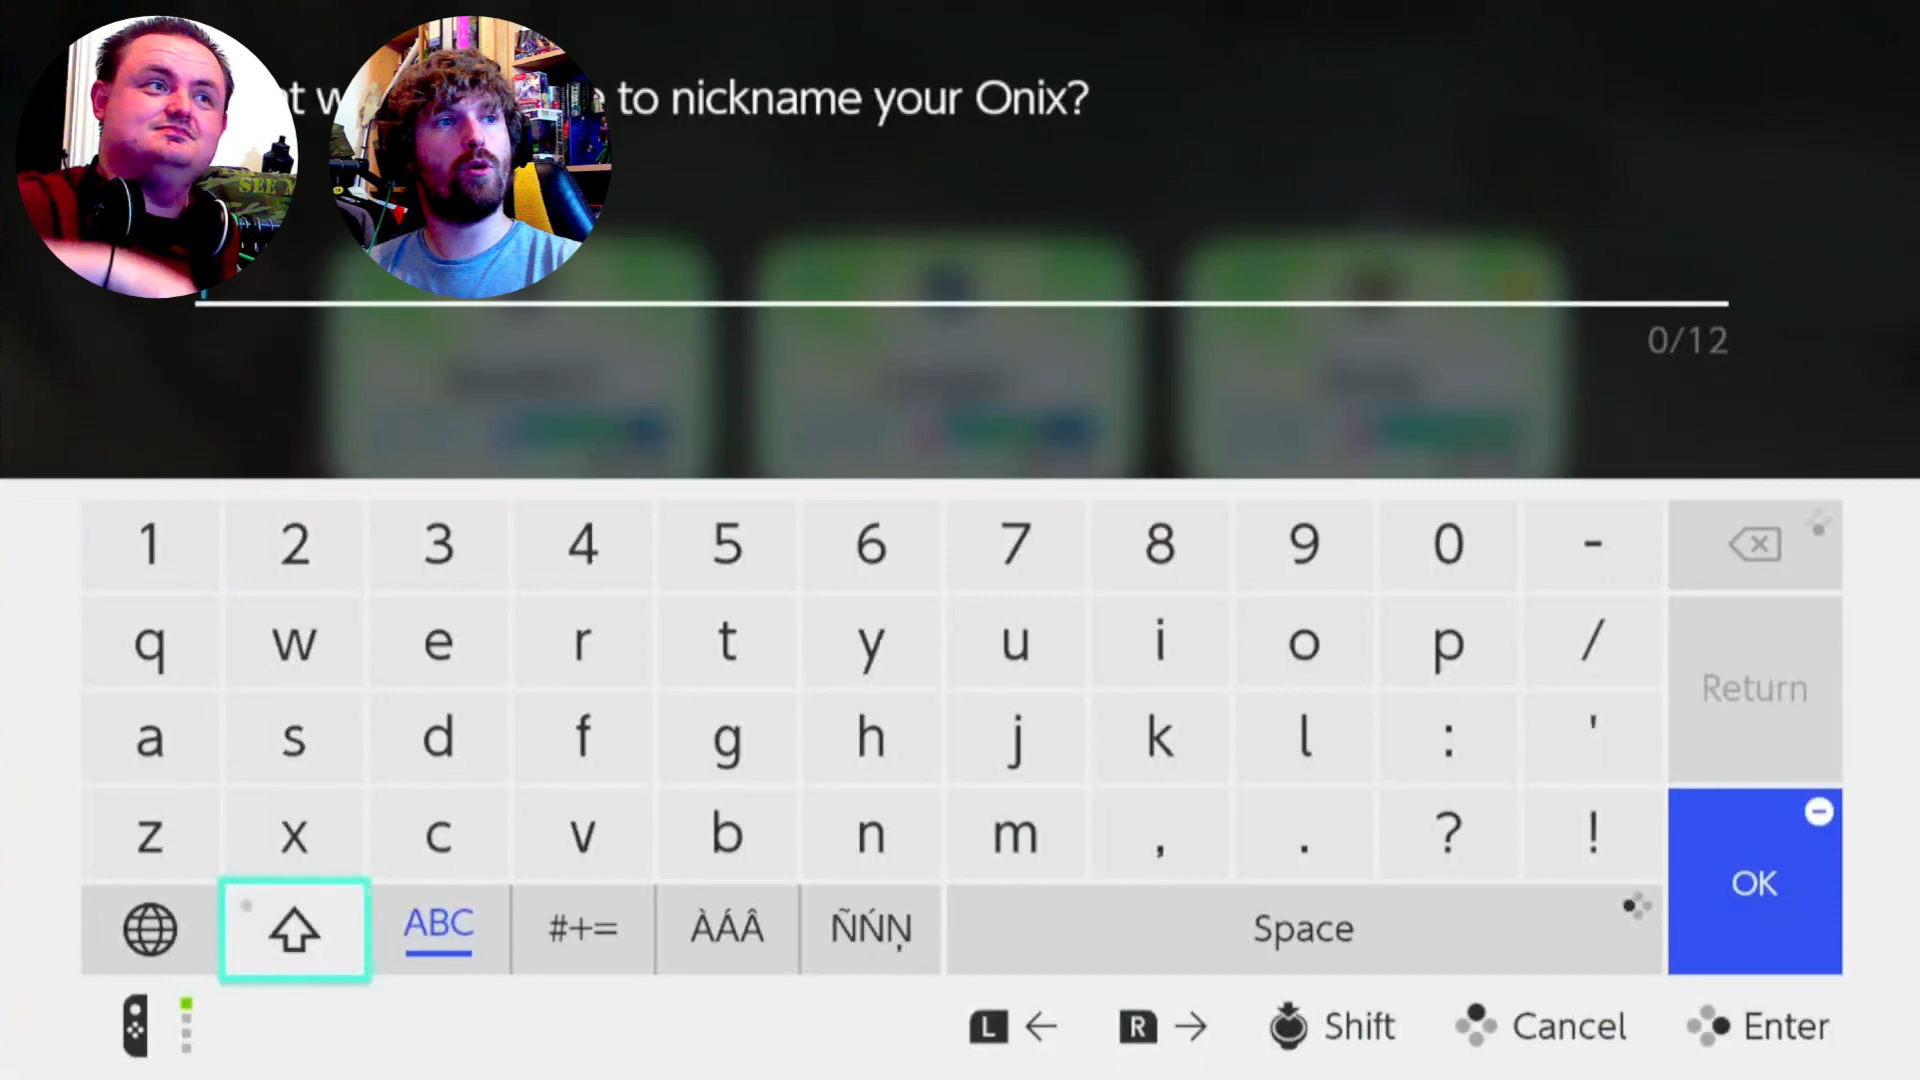 t w e to nickname your Onix?
SEE M
0/12
1 2 3 4 5 6 7 8 9 0 -
q w e r t y u i o p /
Return
a s d f g h j k l : '
z x c v b n m , . ? !
OK
ABC #+= ÀÁÂ ÑŃŅ Space
L ← R → Shift Cancel Enter